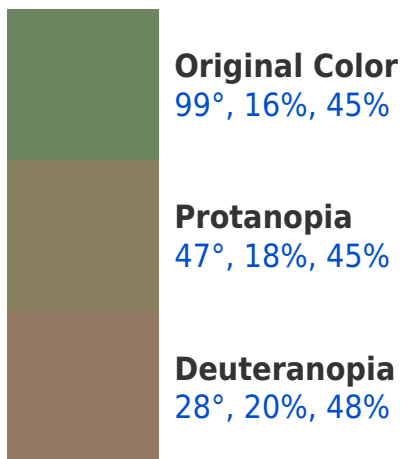 Original Color
99°, 16%, 45%
Protanopia
47°, 18%, 45%
Deuteranopia
28°, 20%, 48%